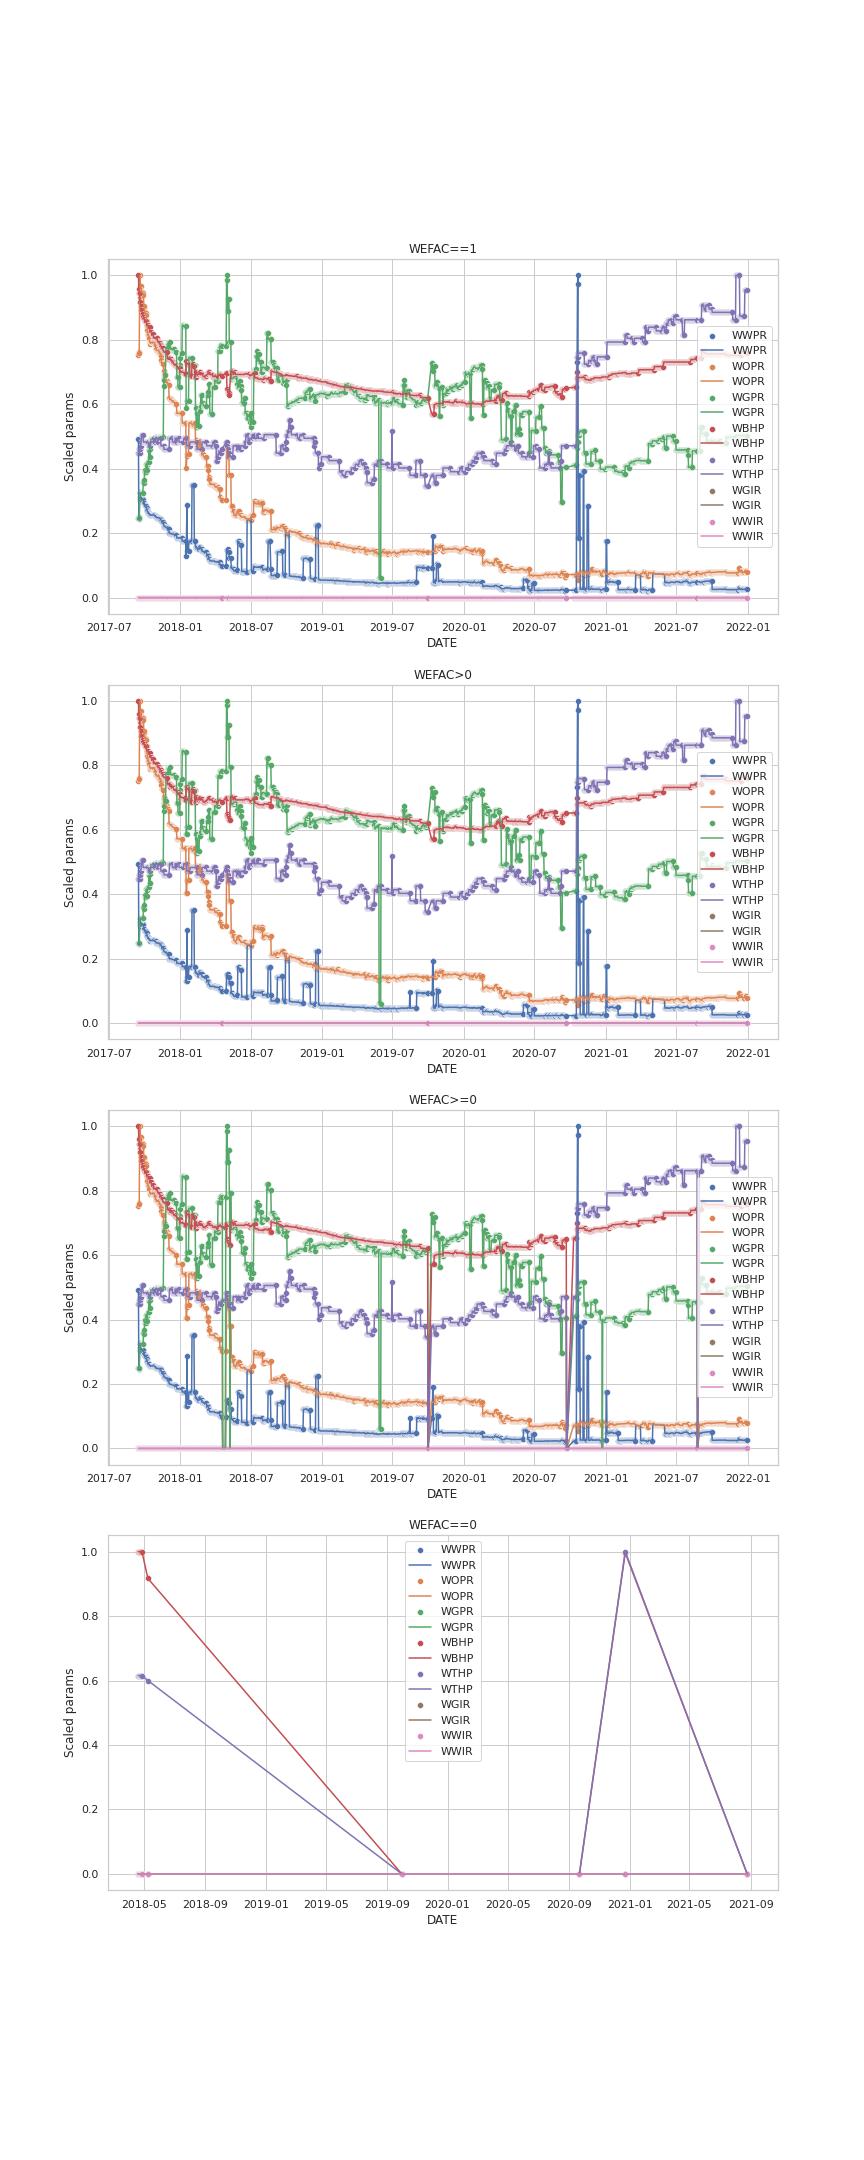 WEFAC==1
1.0
0.8
0.6
0.4
0.2
0.0
Scaled params
WWPR
WWPR
WOPR
WOPR
WGPR
WGPR
WBHP
WBHP
WTHP
WTHP
WGIR
WGIR
WWIR
WWIR
2017-07 2018-01 2018-07 2019-01 2019-07 2020-01 2020-07 2021-01 2021-07 2022-01
DATE
WEFAC>0
1.0
0.8
0.6
0.4
0.2
0.0
Scaled params
WWPR
WWPR
WOPR
WOPR
WGPR
WGPR
WBHP
WBHP
WTHP
WTHP
WGIR
WGIR
WWIR
WWIR
2017-07 2018-01 2018-07 2019-01 2019-07 2020-01 2020-07 2021-01 2021-07 2022-01
DATE
WEFAC>=0
1.0
0.8
0.6
0.4
0.2
0.0
Scaled params
WWPR
WWPR
WOPR
WOPR
WGPR
WGPR
WBHP
WBHP
WTHP
WTHP
WGIR
WGIR
WWIR
WWIR
2017-07 2018-01 2018-07 2019-01 2019-07 2020-01 2020-07 2021-01 2021-07 2022-01
DATE
WEFAC==0
1.0
0.8
0.6
0.4
0.2
0.0
Scaled params
WWPR
WWPR
WOPR
WOPR
WGPR
WGPR
WBHP
WBHP
WTHP
WTHP
WGIR
WGIR
WWIR
WWIR
2018-05 2018-09 2019-01 2019-05 2019-09 2020-01 2020-05 2020-09 2021-01 2021-05 2021-09
DATE